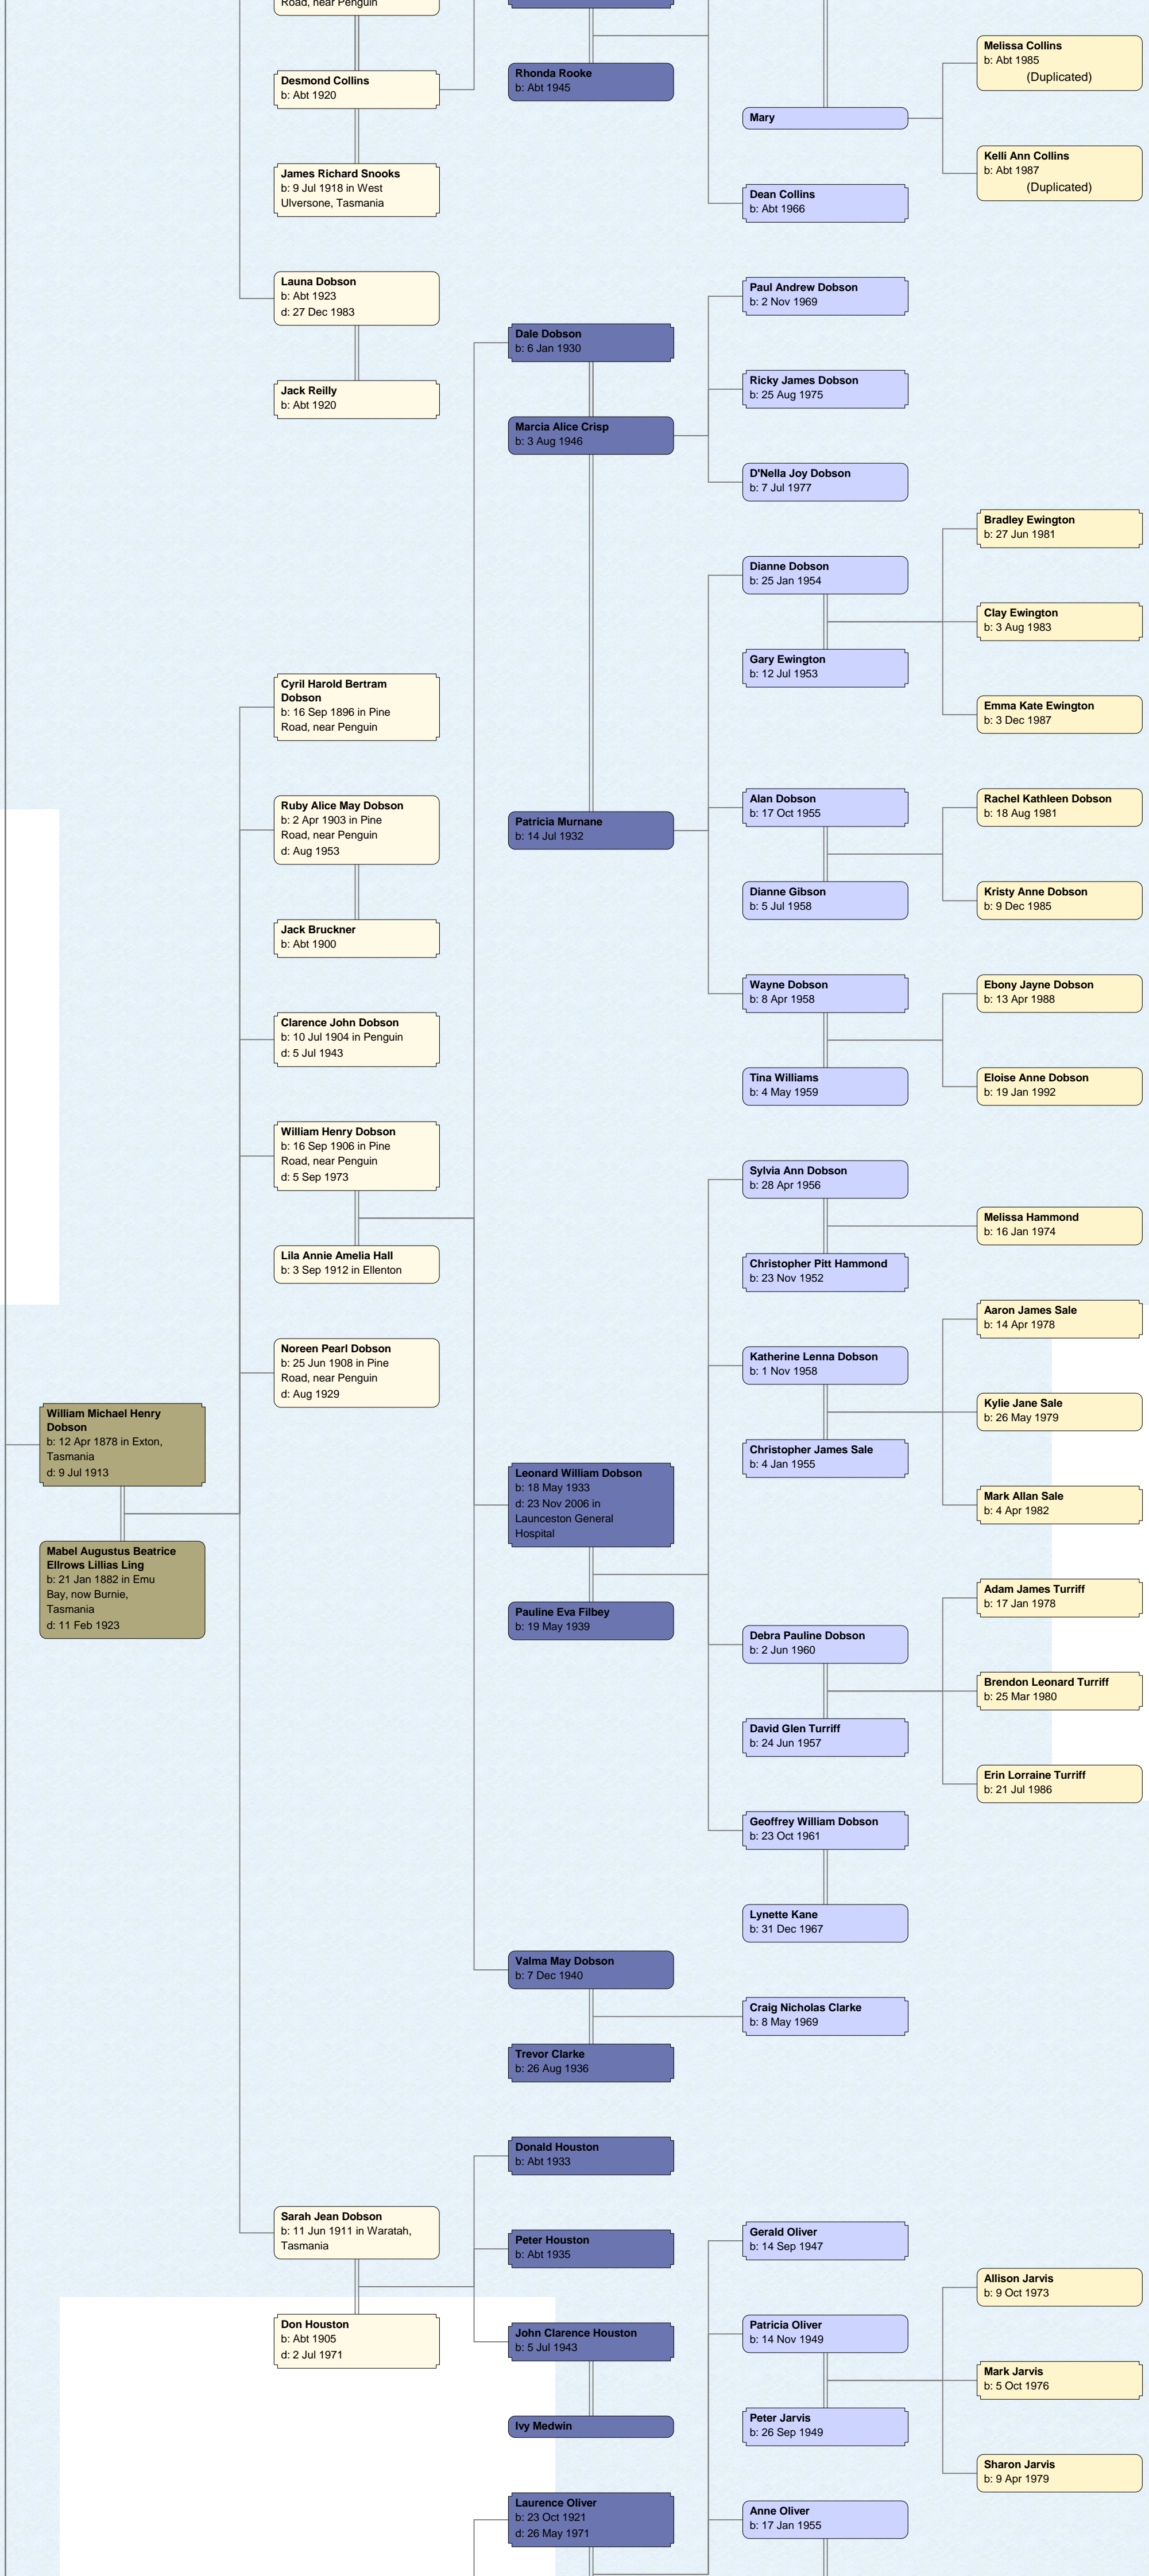 Road, near Penguin
Desmond Collins
b: Abt 1920
James Richard Snooks
b: 9 Jul 1918 in West
Ulversone, Tasmania
Launa Dobson
b: Abt 1923
d: 27 Dec 1983
Jack Reilly
b: Abt 1920
Rhonda Rooke
b: Abt 1945
Mary
Dean Collins
b: Abt 1966
Melissa Collins
b: Abt 1985
(Duplicated)
Kelli Ann Collins
b: Abt 1987
(Duplicated)
William Michael Henry
Dobson
b: 12 Apr 1878 in Exton,
Tasmania
d: 9 Jul 1913
Mabel Augustus Beatrice
Ellrows Lillias Ling
b: 21 Jan 1882 in Emu
Bay, now Burnie,
Tasmania
d: 11 Feb 1923
Cyril Harold Bertram
Dobson
b: 16 Sep 1896 in Pine
Road, near Penguin
Ruby Alice May Dobson
b: 2 Apr 1903 in Pine
Road, near Penguin
d: Aug 1953
Jack Bruckner
b: Abt 1900
Clarence John Dobson
b: 10 Jul 1904 in Penguin
d: 5 Jul 1943
William Henry Dobson
b: 16 Sep 1906 in Pine
Road, near Penguin
d: 5 Sep 1973
Lila Annie Amelia Hall
b: 3 Sep 1912 in Ellenton
Noreen Pearl Dobson
b: 25 Jun 1908 in Pine
Road, near Penguin
d: Aug 1929
Sarah Jean Dobson
b: 11 Jun 1911 in Waratah,
Tasmania
Don Houston
b: Abt 1905
d: 2 Jul 1971
Dale Dobson
b: 6 Jan 1930
Marcia Alice Crisp
b: 3 Aug 1946
Patricia Murnane
b: 14 Jul 1932
Leonard William Dobson
b: 18 May 1933
d: 23 Nov 2006 in
Launceston General
Hospital
Pauline Eva Filbey
b: 19 May 1939
Valma May Dobson
b: 7 Dec 1940
Trevor Clarke
b: 26 Aug 1936
Donald Houston
b: Abt 1933
Peter Houston
b: Abt 1935
John Clarence Houston
b: 5 Jul 1943
Ivy Medwin
Laurence Oliver
b: 23 Oct 1921
d: 26 May 1971
Paul Andrew Dobson
b: 2 Nov 1969
Ricky James Dobson
b: 25 Aug 1975
D'Nella Joy Dobson
b: 7 Jul 1977
Dianne Dobson
b: 25 Jan 1954
Gary Ewington
b: 12 Jul 1953
Alan Dobson
b: 17 Oct 1955
Dianne Gibson
b: 5 Jul 1958
Wayne Dobson
b: 8 Apr 1958
Tina Williams
b: 4 May 1959
Sylvia Ann Dobson
b: 28 Apr 1956
Christopher Pitt Hammond
b: 23 Nov 1952
Katherine Lenna Dobson
b: 1 Nov 1958
Christopher James Sale
b: 4 Jan 1955
Debra Pauline Dobson
b: 2 Jun 1960
David Glen Turriff
b: 24 Jun 1957
Geoffrey William Dobson
b: 23 Oct 1961
Lynette Kane
b: 31 Dec 1967
Craig Nicholas Clarke
b: 8 May 1969
Gerald Oliver
b: 14 Sep 1947
Patricia Oliver
b: 14 Nov 1949
Peter Jarvis
b: 26 Sep 1949
Anne Oliver
b: 17 Jan 1955
Bradley Ewington
b: 27 Jun 1981
Clay Ewington
b: 3 Aug 1983
Emma Kate Ewington
b: 3 Dec 1987
Rachel Kathleen Dobson
b: 18 Aug 1981
Kristy Anne Dobson
b: 9 Dec 1985
Ebony Jayne Dobson
b: 13 Apr 1988
Eloise Anne Dobson
b: 19 Jan 1992
Melissa Hammond
b: 16 Jan 1974
Aaron James Sale
b: 14 Apr 1978
Kylie Jane Sale
b: 26 May 1979
Mark Allan Sale
b: 4 Apr 1982
Adam James Turriff
b: 17 Jan 1978
Brendon Leonard Turriff
b: 25 Mar 1980
Erin Lorraine Turriff
b: 21 Jul 1986
Allison Jarvis
b: 9 Oct 1973
Mark Jarvis
b: 5 Oct 1976
Sharon Jarvis
b: 9 Apr 1979